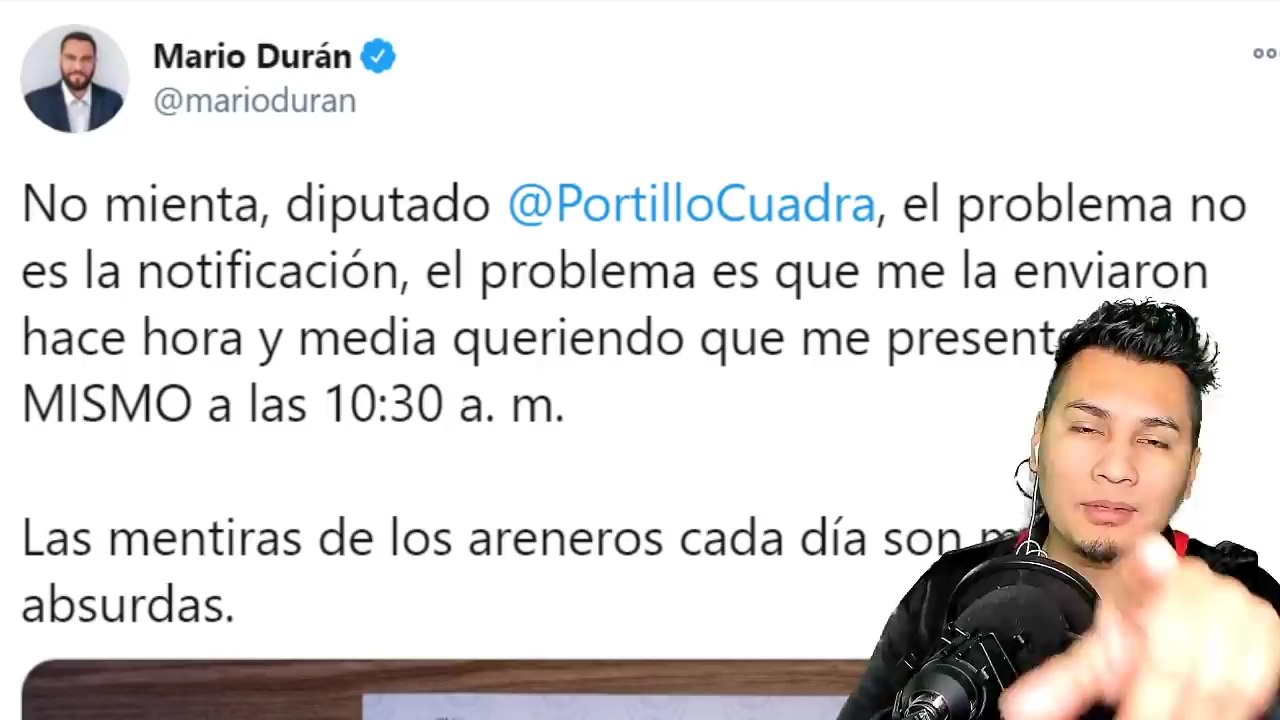 Mario Durán
@marioduran
No mienta, diputado @PortilloCuadra, el problema no
es la notificación, el problema es que me la enviaron
hace hora y media queriendo que me
MISMO a las 10:30 a. m.
Las mentiras de los areneros cada día son
absurdas.